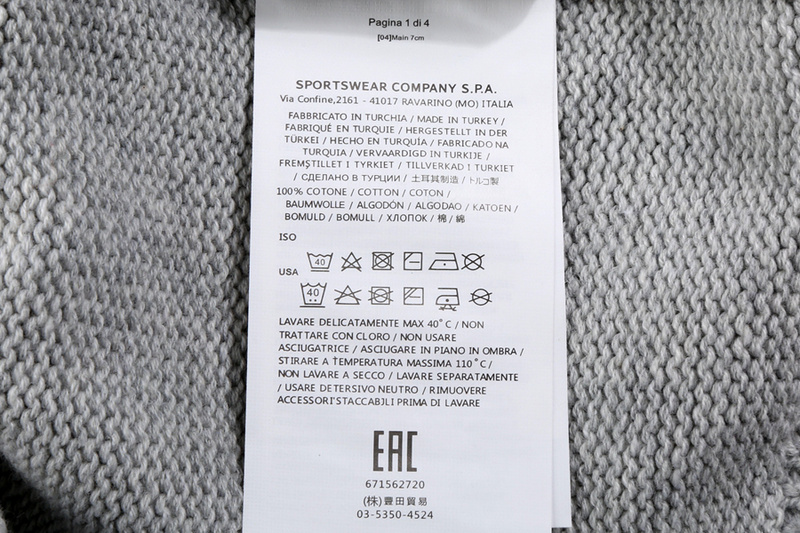 Pagina 1 di 4
[04]Main 7cm
SPORTSWEAR COMPANY S.P.A.
Via Confine,2161 - 41017 RAVARINO (MO) ITALIA
FABBRICATO IN TURCHIA / MADE IN TURKEY /
FABRIQUÉ EN TURQUIE / HERGESTELLT IN DER
TÜRKEI / HECHO EN TURQUÍA / FABRICADO NA
TURQUIA / VERVAARDIGD IN TURKIJE /
FREMSTILLET I TYRKIET / TILLVERKAD I TURKIET
/ СДЕЛАНО В ТУРЦИИ / 土耳其制造 / トルコ製
100% COTONE / COTTON / COTON /
BAUMWOLLE / ALGODÓN / ALGODAO / KATOEN /
BOMULD / BOMULL / ХЛОПОК / 棉 / 綿
ISO
40
USA
40
LAVARE DELICATAMENTE MAX 40°C / NON
TRATTARE CON CLORO / NON USARE
ASCIUGATRICE / ASCIUGARE IN PIANO IN OMBRA /
STIRARE A TEMPERATURA MASSIMA 110°C /
NON LAVARE A SECCO / LAVARE SEPARATAMENTE
/ USARE DETERSIVO NEUTRO / RIMUOVERE
ACCESSORI STACCABILI PRIMA DI LAVARE
EAC
671562720
(株)豊田貿易
03-5350-4524